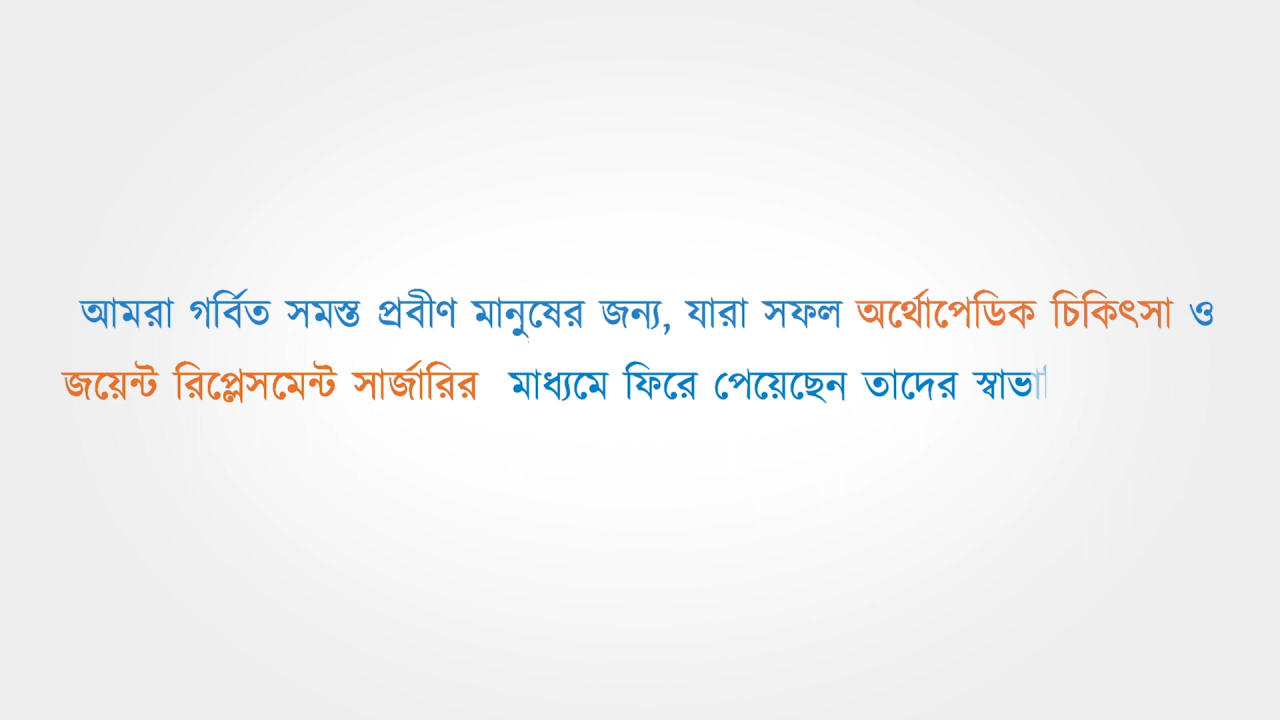 আমরা গর্বিত সমস্ত প্রবীণ মানুষের জন্য, যারা সফল অর্থোপেডিক চিকিৎসা ও
জয়েন্ট রিপ্লেসমেন্ট সার্জারির মাধ্যমে ফিরে পেয়েছেন তাদের